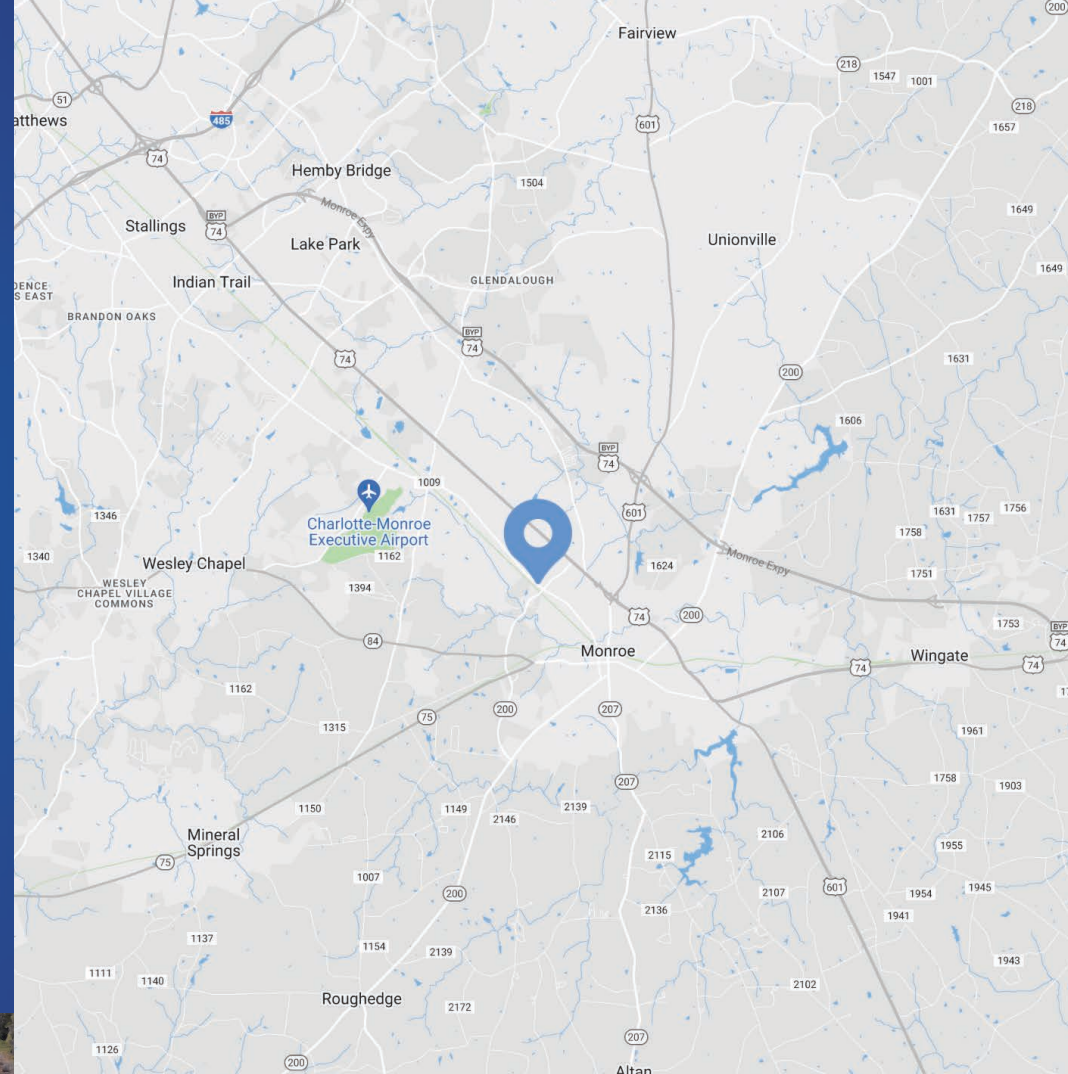 200
Fairview
218
1547
1001
51
atthews
485
218
601
1657
74
Hemby Bridge
1504
Monroe Expy
BYP
74
1649
Stallings
Lake Park
Unionville
1649
Indian Trail
GLENDALOUGH
DENCE
S EAST
BRANDON OAKS
BYP
74
74
1631
200
1606
BYP
74
1009
1346
Charlotte-Monroe
Executive Airport
601
1631
1757
1756
1758
1340
1162
Wesley Chapel
1624
Monroe Expy
1751
WESLEY
CHAPEL VILLAGE
COMMONS
1394
74
200
1753
BYP
74
84
Monroe
Wingate
74
74
1162
17
75
200
207
1315
1961
207
1758
1903
1150
1149
2146
2139
Mineral
Springs
2106
1955
75
2115
1007
200
601
2107
1954
1945
2136
1941
1137
1154
2139
1943
1111
1140
2102
Roughedge
2172
207
1126
200
Altan